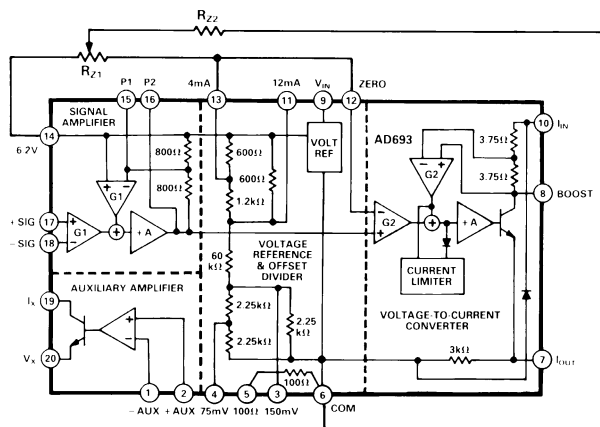 RZ2
RZ1
P1 P2 4mA 12mA VIN ZERO
15 16 13 11 9 12
SIGNAL
AMPLIFIER
14
6·2V
800Ω
800Ω
600Ω
600Ω
1.2kΩ
VOLT
REF
AD693
3.75Ω
3.75Ω
10 IIN
8 BOOST
G1
G2
G2
+ SIG 17
− SIG 18
G1
+A
+A
CURRENT
LIMITER
60
kΩ
VOLTAGE
REFERENCE
& OFFSET
DIVIDER
AUXILIARY AMPLIFIER
IX 19
VX 20
2.25kΩ
2.25kΩ
2.25
kΩ
VOLTAGE-TO-CURRENT
CONVERTER
3kΩ
7 IOUT
100Ω
1 2 4 5 3 6
− AUX + AUX 75mV 100Ω 150mV COM